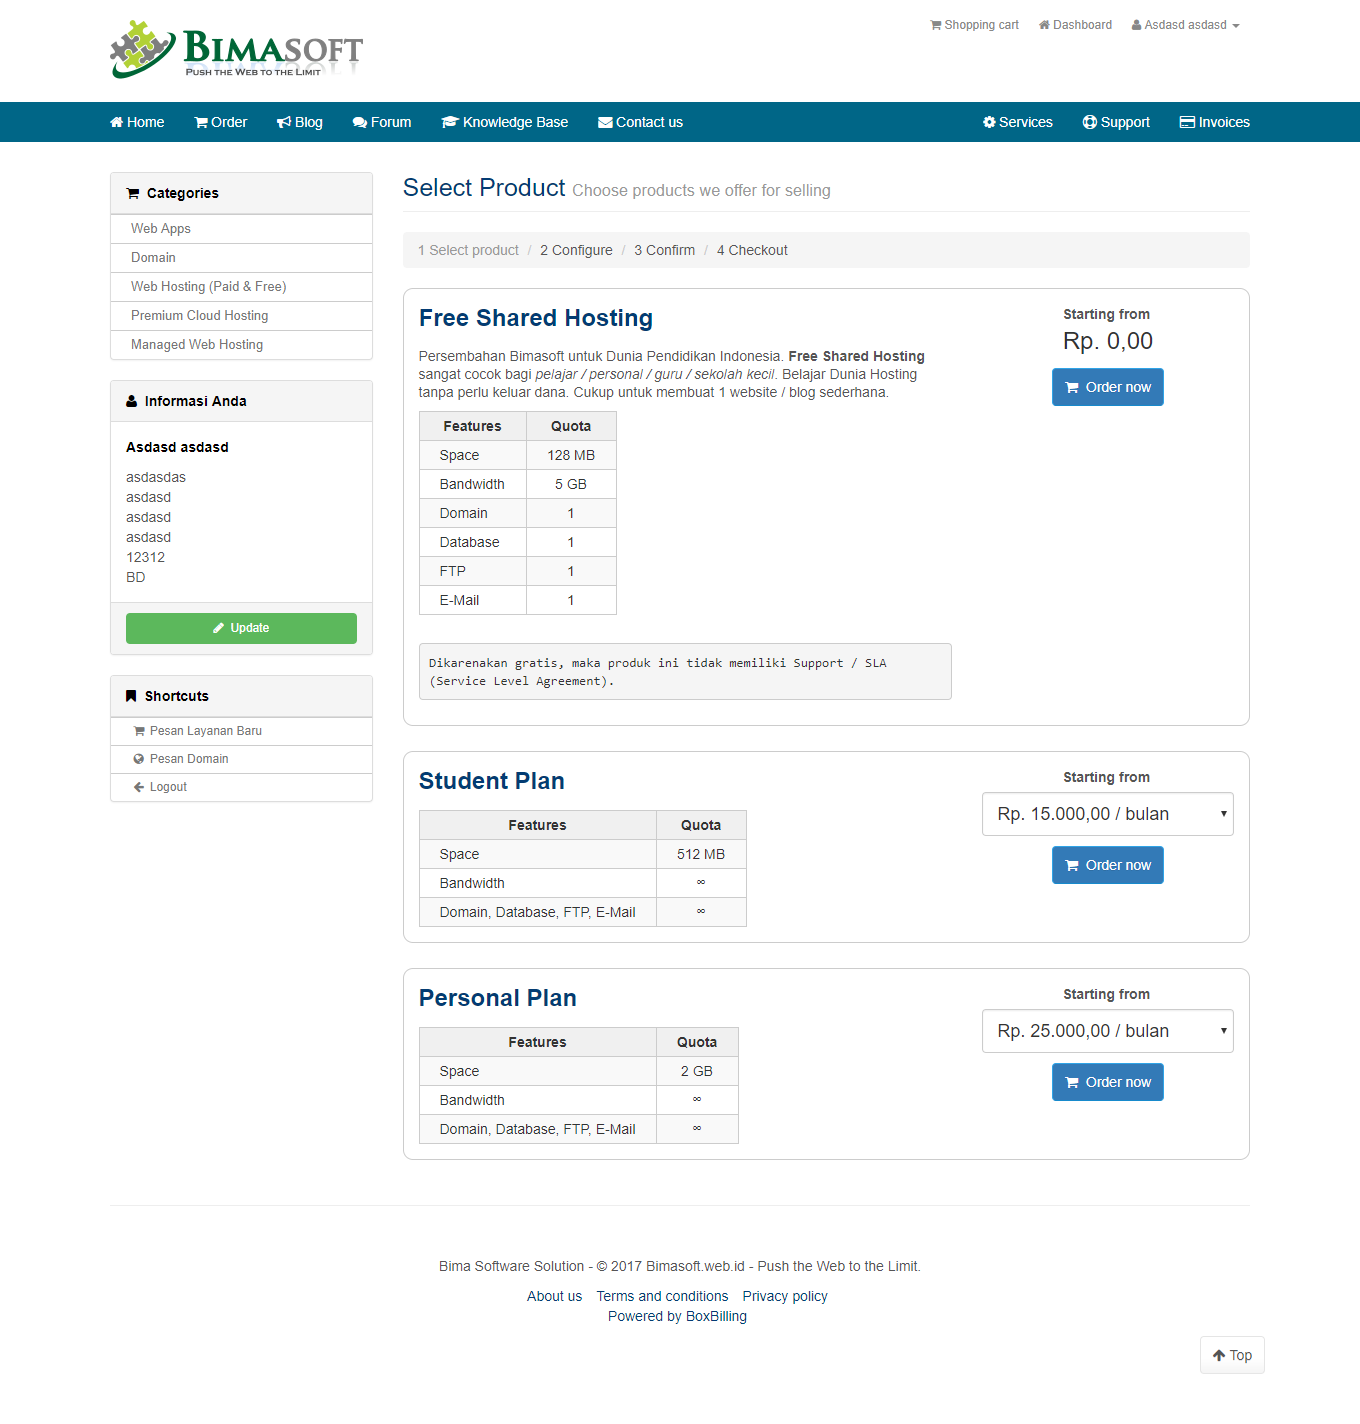 BIMASOFT
PUSH THE WEB TO THE LIMIT
Shopping cart Dashboard Asdasd asdasd
Home Order Blog Forum Knowledge Base Contact us Services Support Invoices
Categories
Web Apps
Domain
Web Hosting (Paid & Free)
Premium Cloud Hosting
Managed Web Hosting
Informasi Anda
Asdasd asdasd
asdasdas
asdasd
asdasd
asdasd
12312
BD
Update
Shortcuts
Pesan Layanan Baru
Pesan Domain
Logout
Select Product Choose products we offer for selling
1 Select product / 2 Configure / 3 Confirm / 4 Checkout
Free Shared Hosting
Persembahan Bimasoft untuk Dunia Pendidikan Indonesia. Free Shared Hosting
sangat cocok bagi pelajar / personal / guru / sekolah kecil. Belajar Dunia Hosting
tanpa perlu keluar dana. Cukup untuk membuat 1 website / blog sederhana.
Features Quota
Space 128 MB
Bandwidth 5 GB
Domain 1
Database 1
FTP 1
E-Mail 1
Dikarenakan gratis, maka produk ini tidak memiliki Support / SLA
(Service Level Agreement).
Starting from
Rp. 0,00
Order now
Student Plan
Features Quota
Space 512 MB
Bandwidth ∞
Domain, Database, FTP, E-Mail ∞
Starting from
Rp. 15.000,00 / bulan
Order now
Personal Plan
Features Quota
Space 2 GB
Bandwidth ∞
Domain, Database, FTP, E-Mail ∞
Starting from
Rp. 25.000,00 / bulan
Order now
Bima Software Solution - © 2017 Bimasoft.web.id - Push the Web to the Limit.
About us Terms and conditions Privacy policy
Powered by BoxBilling
Top